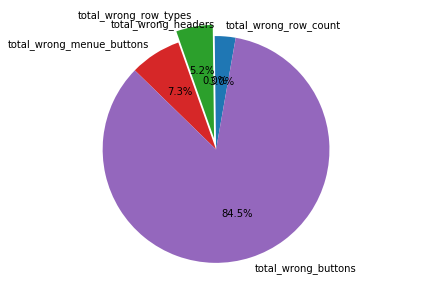 total_wrong_row_types
total_wrong_headers
total_wrong_row_count
total_wrong_menue_buttons
5.2%
0.0%
3.0%
7.3%
84.5%
total_wrong_buttons